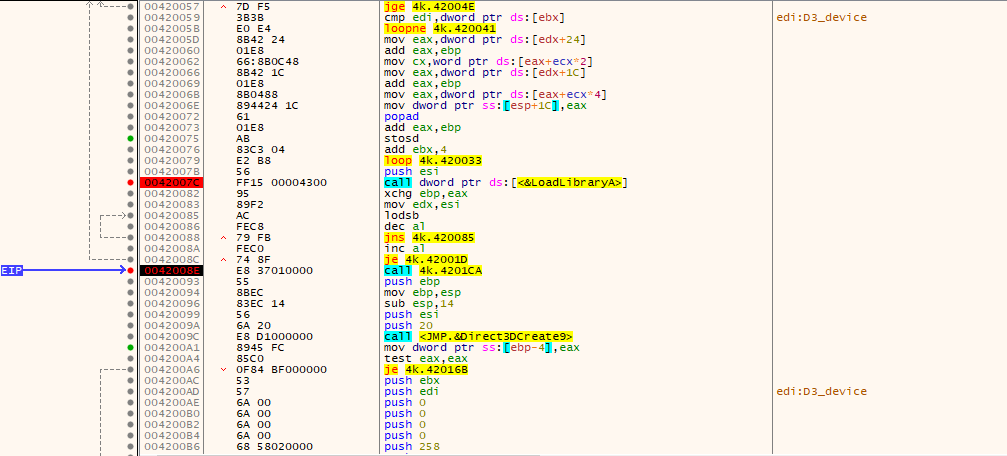 00420057 7D F5 jge 4k.42004E
00420059 3B3B cmp edi,dword ptr ds:[ebx] edi:D3_device
0042005B E0 E4 loopne 4k.420041
0042005D 8B42 24 mov eax,dword ptr ds:[edx+24]
00420060 01E8 add eax,ebp
00420062 66:8B0C48 mov cx,word ptr ds:[eax+ecx*2]
00420066 8B42 1C mov eax,dword ptr ds:[edx+1C]
00420069 01E8 add eax,ebp
0042006B 8B0488 mov eax,dword ptr ds:[eax+ecx*4]
0042006E 894424 1C mov dword ptr ss:[esp+1C],eax
00420072 61 popad
00420073 01E8 add eax,ebp
00420075 AB stosd
00420076 83C3 04 add ebx,4
00420079 E2 B8 loop 4k.420033
0042007B 56 push esi
0042007C FF15 00004300 call dword ptr ds:[<&LoadLibraryA>]
00420082 95 xchg ebp,eax
00420083 89F2 mov edx,esi
00420085 AC lodsb
00420086 FEC8 dec al
00420088 79 FB jns 4k.420085
0042008A FEC0 inc al
0042008C 74 8F je 4k.42001D
EIP 0042008E E8 37010000 call 4k.4201CA
00420093 55 push ebp
00420094 8BEC mov ebp,esp
00420096 83EC 14 sub esp,14
00420099 56 push esi
0042009A 6A 20 push 20
0042009C E8 D1000000 call <JMP.&Direct3DCreate9>
004200A1 8945 FC mov dword ptr ss:[ebp-4],eax
004200A4 85C0 test eax,eax
004200A6 0F84 BF000000 je 4k.42016B
004200AC 53 push ebx
004200AD 57 push edi edi:D3_device
004200AE 6A 00 push 0
004200B0 6A 00 push 0
004200B2 6A 00 push 0
004200B4 6A 00 push 0
004200B6 68 58020000 push 258